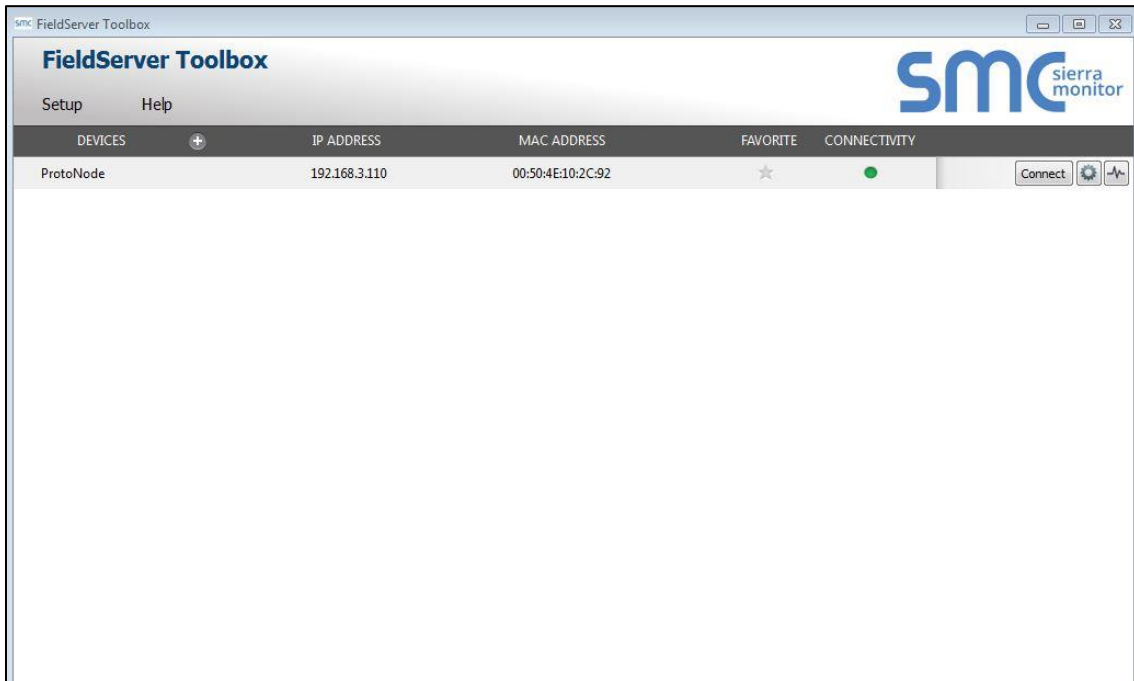 smc FieldServer Toolbox
FieldServer Toolbox
smc sierra monitor
Setup Help
DEVICES IP ADDRESS MAC ADDRESS FAVORITE CONNECTIVITY
ProtoNode 192.168.3.110 00:50:4E:10:2C:92 Connect